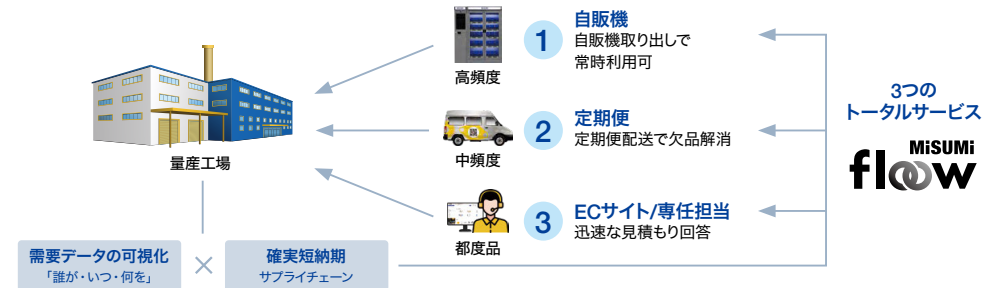 量産工場
高頻度
1
自販機
自販機取り出しで
常時利用可
中頻度
2
定期便
定期便配送で欠品解消
都度品
3
ECサイト/専任担当
迅速な見積もり回答
3つの
トータルサービス
MiSUMi
floow
需要データの可視化
「誰が・いつ・何を」
×
確実短納期
サプライチェーン